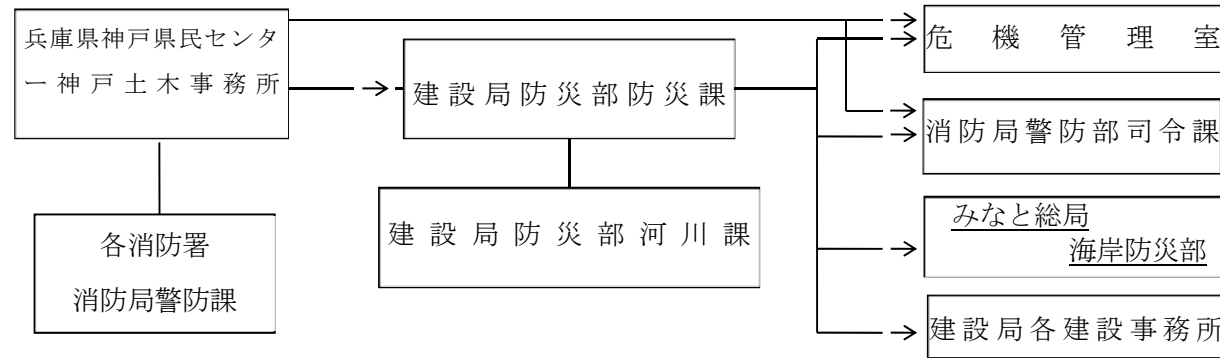 兵庫県神戸県民センタ
ー神戸土木事務所
各消防署
消防局警防課
建設局防災部防災課
建設局防災部河川課
危機管理室
消防局警防部司令課
みなと総局
海岸防災部
建設局各建設事務所